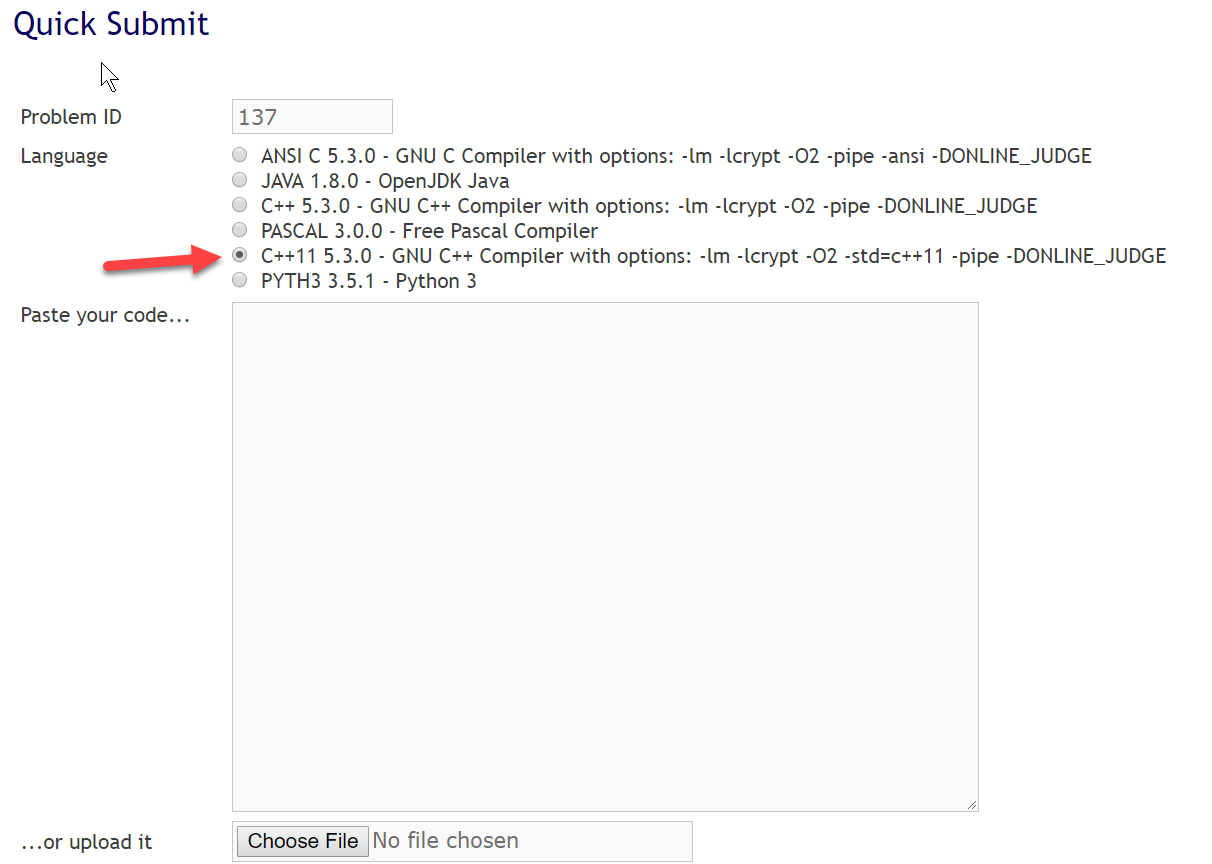 Quick Submit
Problem ID
137
Language
ANSI C 5.3.0 - GNU C Compiler with options: -lm -lcrypt -O2 -pipe -ansi -DONLINE_JUDGE
JAVA 1.8.0 - OpenJDK Java
C++ 5.3.0 - GNU C++ Compiler with options: -lm -lcrypt -O2 -pipe -DONLINE_JUDGE
PASCAL 3.0.0 - Free Pascal Compiler
C++11 5.3.0 - GNU C++ Compiler with options: -lm -lcrypt -O2 -std=c++11 -pipe -DONLINE_JUDGE
PYTH3 3.5.1 - Python 3
Paste your code...
...or upload it
Choose File No file chosen